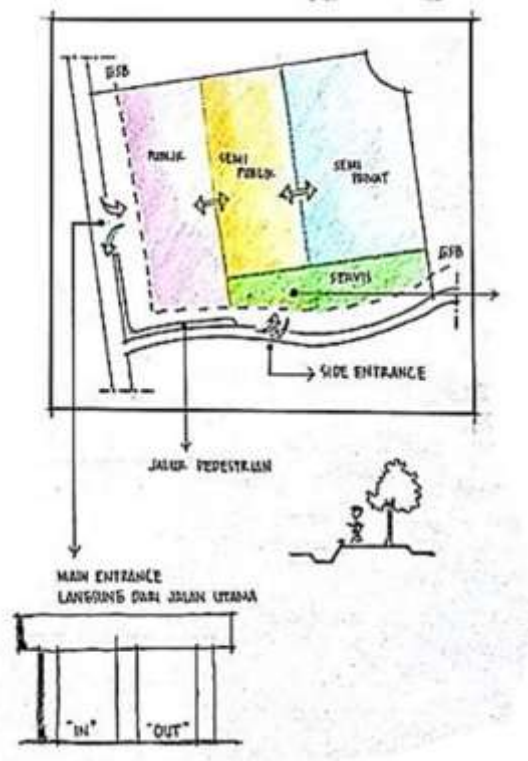 GSB
PUBLIK
SEMI
PUBLIK
SEMI
PRIVAT
GSB
SERVIS
SIDE ENTRANCE
JALUR PEDESTRIAN
MAIN ENTRANCE
LANGSUNG DARI JALAN UTAMA
"IN"
"OUT"